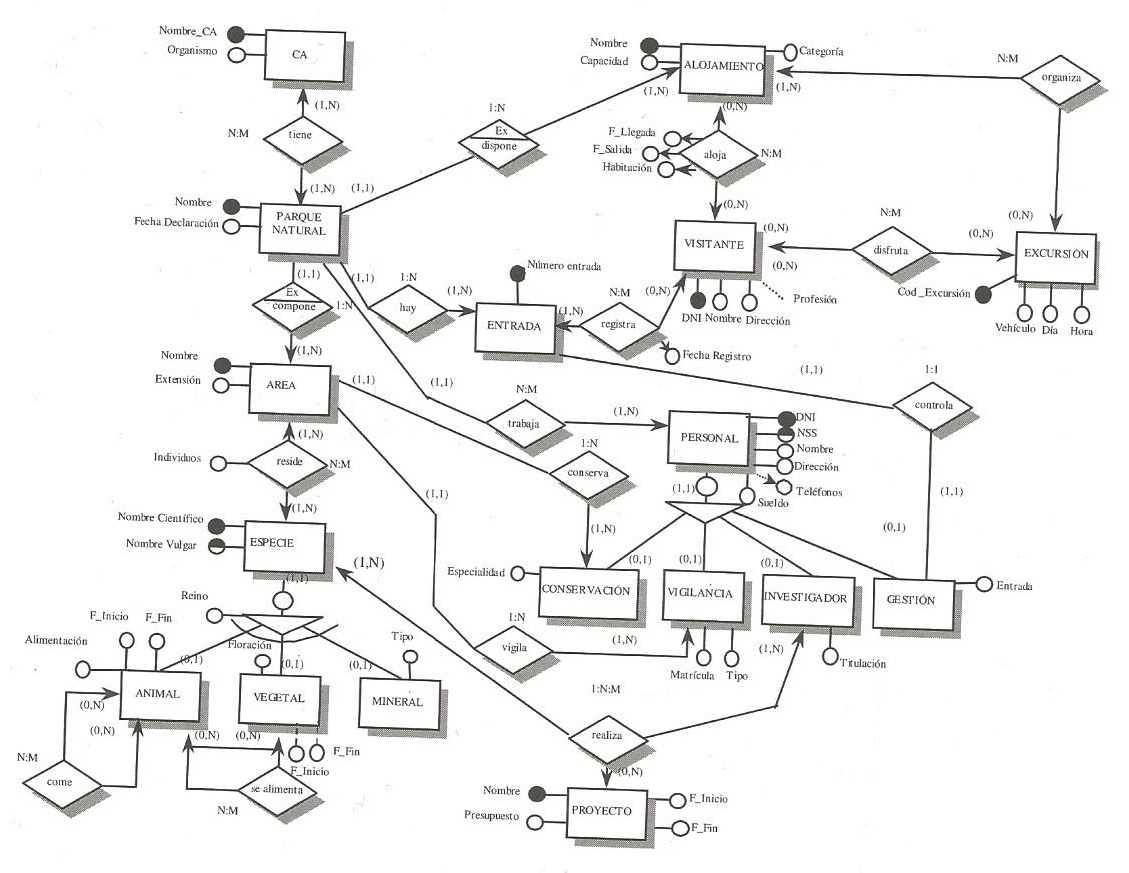 Nombre_CA
Organismo
CA
(1,N)
N:M
tiene
(1,N)
(1,1)
1:N
Ex
dispone
(1,N)
Nombre
Capacidad
ALOJAMIENTO
Categoría
(1,N)
N:M
organiza
(0,N)
F_Llegada
F_Salida
Habitación
aloja
N:M
(0,N)
Nombre
Fecha Declaración
PARQUE
NATURAL
VISITANTE
(0,N)
(0,N)
N:M
disfruta
(0,N)
(0,N)
EXCURSIÓN
Cod_Excursión
Vehículo
Día
Hora
Profesión
DNI
Nombre
Dirección
(1,1)
Ex
compone
1:N
(1,N)
(1,1)
1:N
hay
(1,N)
Número entrada
ENTRADA
(1,N)
N:M
registra
(0,N)
Fecha Registro
(1,1)
1:1
controla
(1,1)
(0,1)
Nombre
Extensión
AREA
(1,1)
(1,1)
N:M
trabaja
(1,N)
PERSONAL
DNI
NSS
Nombre
Dirección
Teléfonos
Sueldo
(1,1)
1:N
conserva
(1,N)
(1,N)
Individuos
reside
N:M
(1,N)
(1,1)
Nombre Científico
Nombre Vulgar
ESPECIE
(1,1)
(1,N)
Especialidad
CONSERVACIÓN
(0,1)
(0,1)
VIGILANCIA
(0,1)
INVESTIGADOR
GESTIÓN
Entrada
Reino
F_Inicio
F_Fin
Alimentación
Floración
Tipo
(0,1)
(0,1)
(0,1)
ANIMAL
VEGETAL
MINERAL
1:N
vigila
(1,N)
Matrícula
Tipo
(1,N)
Titulación
(0,N)
(0,N)
(0,N)
(0,N)
F_Inicio
F_Fin
N:M
come
se alimenta
N:M
1:N:M
realiza
(0,N)
Nombre
Presupuesto
PROYECTO
F_Inicio
F_Fin